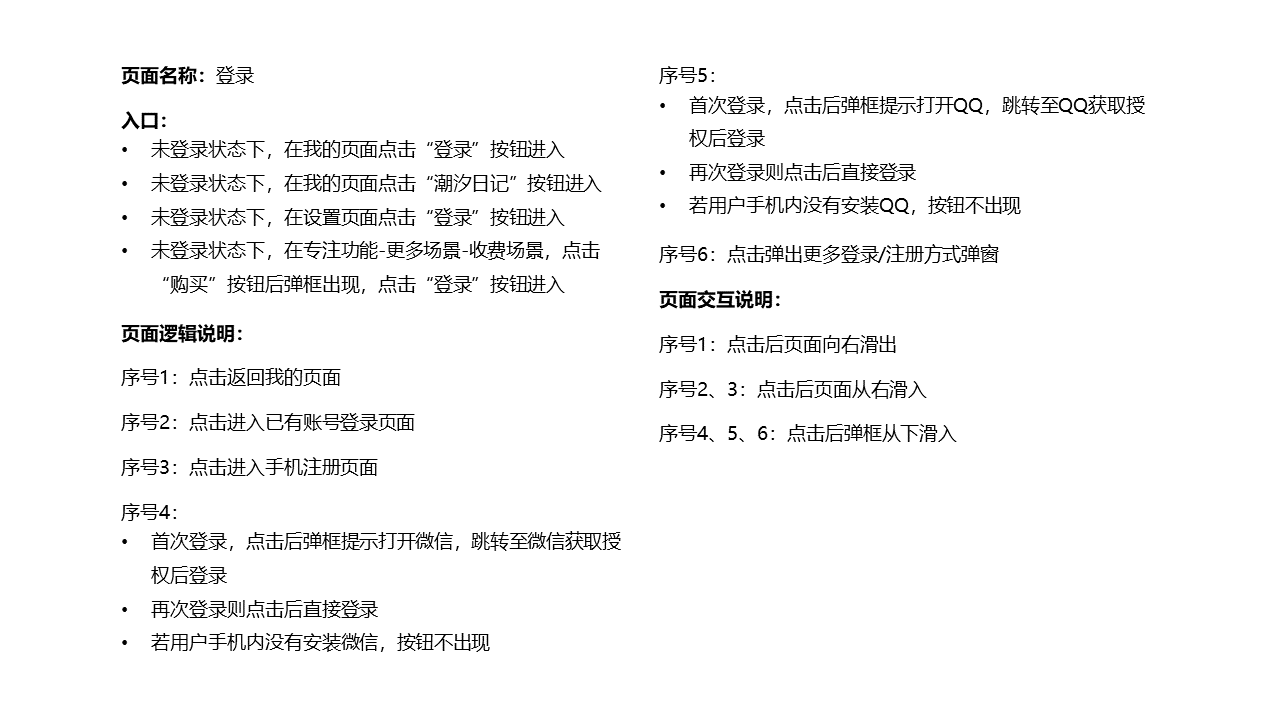 页面名称：登录
入口：
• 未登录状态下，在我的页面点击“登录”按钮进入
• 未登录状态下，在我的页面点击“潮汐日记”按钮进入
• 未登录状态下，在设置页面点击“登录”按钮进入
• 未登录状态下，在专注功能-更多场景-收费场景，点击
“购买”按钮后弹框出现，点击“登录”按钮进入
页面逻辑说明：
序号1：点击返回我的页面
序号2：点击进入已有账号登录页面
序号3：点击进入手机注册页面
序号4：
• 首次登录，点击后弹框提示打开微信，跳转至微信获取授
权后登录
• 再次登录则点击后直接登录
• 若用户手机内没有安装微信，按钮不出现
序号5：
• 首次登录，点击后弹框提示打开QQ，跳转至QQ获取授
权后登录
• 再次登录则点击后直接登录
• 若用户手机内没有安装QQ，按钮不出现
序号6：点击弹出更多登录/注册方式弹窗
页面交互说明：
序号1：点击后页面向右滑出
序号2、3：点击后页面从右滑入
序号4、5、6：点击后弹框从下滑入